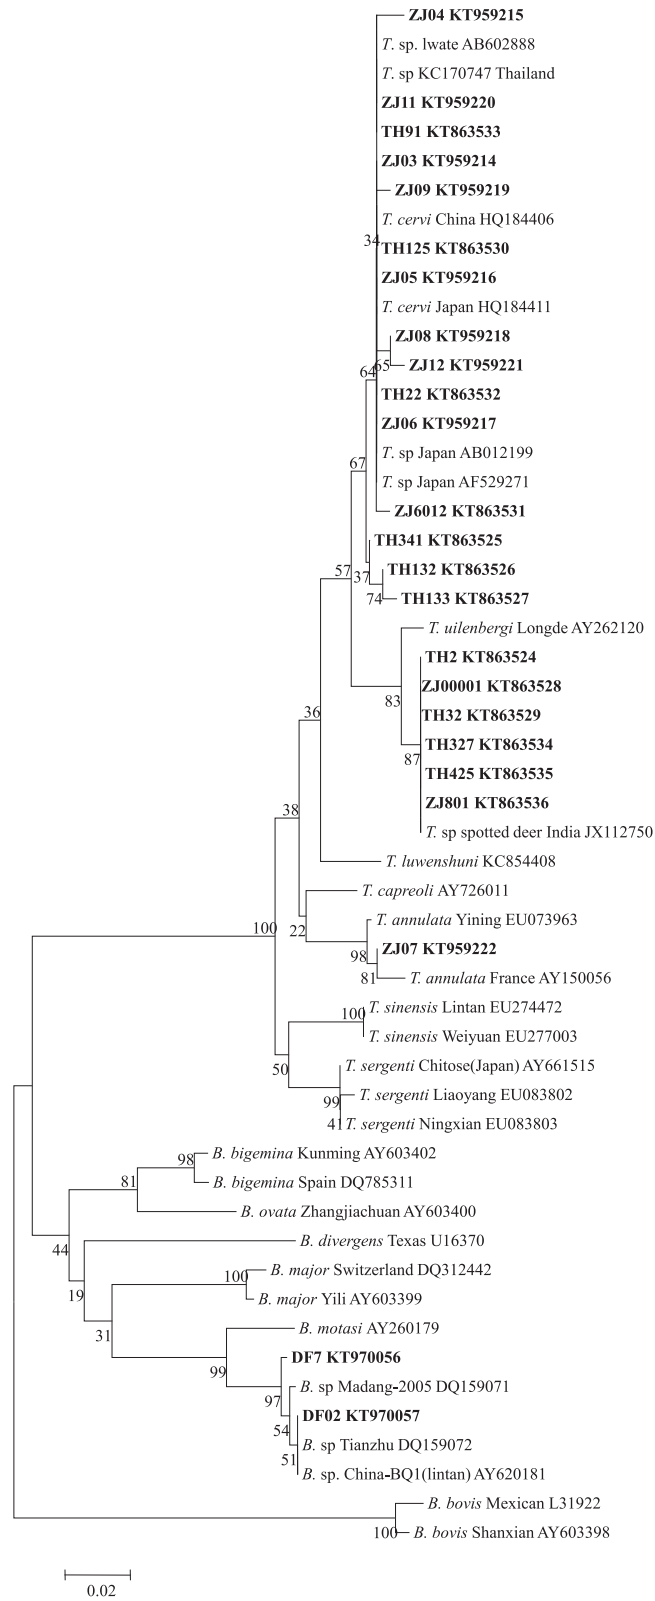 ZJ04 KT959215
T. sp. lwate AB602888
T. sp KC170747 Thailand
ZJ11 KT959220
TH91 KT863533
ZJ03 KT959214
ZJ09 KT959219
T. cervi China HQ184406
34
TH125 KT863530
ZJ05 KT959216
T. cervi Japan HQ184411
ZJ08 KT959218
65
ZJ12 KT959221
64
TH22 KT863532
ZJ06 KT959217
T. sp Japan AB012199
67
T. sp Japan AF529271
ZJ6012 KT863531
TH341 KT863525
57
37
TH132 KT863526
74
TH133 KT863527
T. uilenbergi Longde AY262120
TH2 KT863524
ZJ00001 KT863528
83
36
TH32 KT863529
TH327 KT863534
87
TH425 KT863535
ZJ801 KT863536
38
T. sp spotted deer India JX112750
T. luwenshuni KC854408
T. capreoli AY726011
T. annulata Yining EU073963
100
22
ZJ07 KT959222
98
81
T. annulata France AY150056
T. sinensis Lintan EU274472
100
T. sinensis Weiyuan EU277003
T. sergenti Chitose(Japan) AY661515
50
T. sergenti Liaoyang EU083802
99
41
T. sergenti Ningxian EU083803
B. bigemina Kunming AY603402
98
81
B. bigemina Spain DQ785311
B. ovata Zhangjiachuan AY603400
B. divergens Texas U16370
44
B. major Switzerland DQ312442
100
19
B. major Yili AY603399
B. motasi AY260179
31
DF7 KT970056
99
B. sp Madang-2005 DQ159071
97
DF02 KT970057
54
B. sp Tianzhu DQ159072
51
B. sp. China-BQ1(lintan) AY620181
B. bovis Mexican L31922
100
B. bovis Shanxian AY603398
0.02